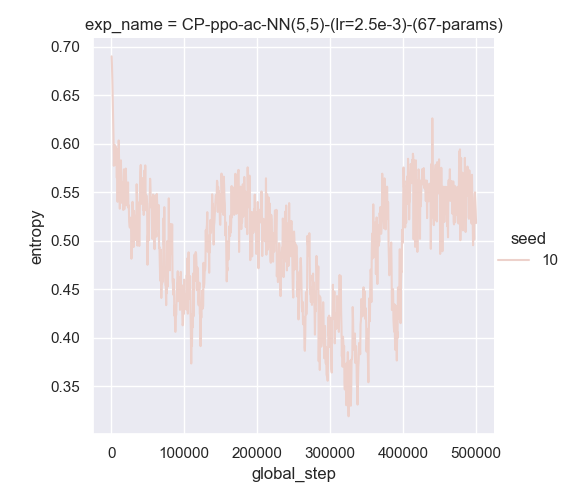 exp_name = CP-ppo-ac-NN(5,5)-(lr=2.5e-3)-(67-params)
0.70
0.65
0.60
0.55
0.50
0.45
0.40
0.35
entropy
0 100000 200000 300000 400000 500000
global_step
seed
10